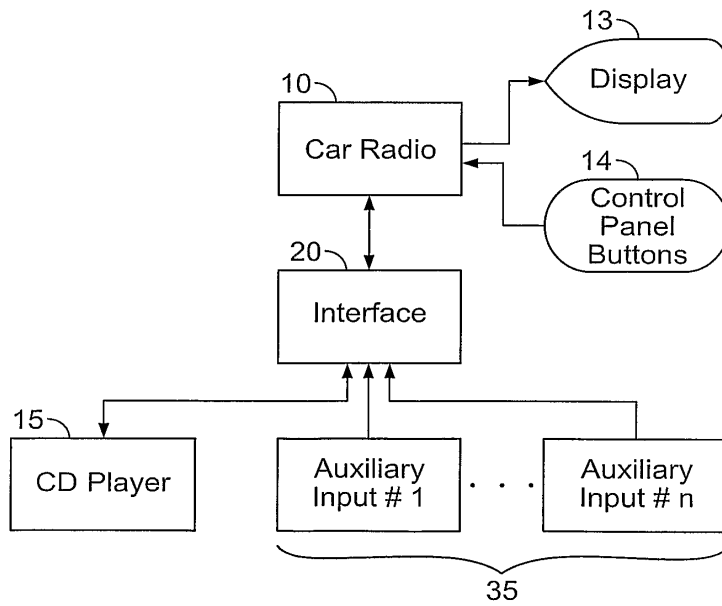 13
Display
10
Car Radio
14
Control
Panel
Buttons
20
Interface
15
CD Player
Auxiliary
Input # 1
. . .
Auxiliary
Input # n
35